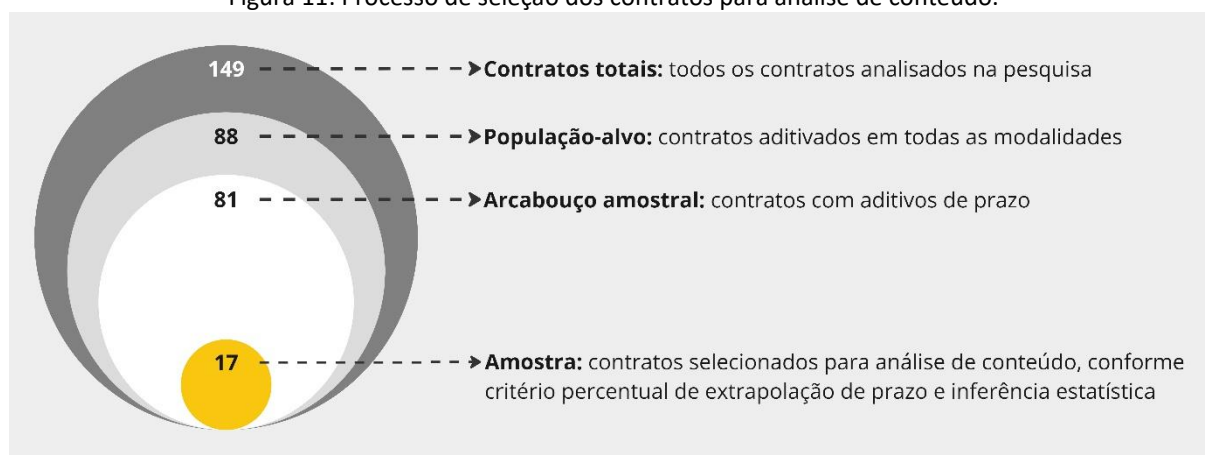 Figura 11: Processo de seleção dos contratos para análise de conteúdo.
149 Contratos totais: todos os contratos analisados na pesquisa
88 População-alvo: contratos aditivados em todas as modalidades
81 Arcabouço amostral: contratos com aditivos de prazo
17 Amostra: contratos selecionados para análise de conteúdo, conforme
critério percentual de extrapolação de prazo e inferência estatística